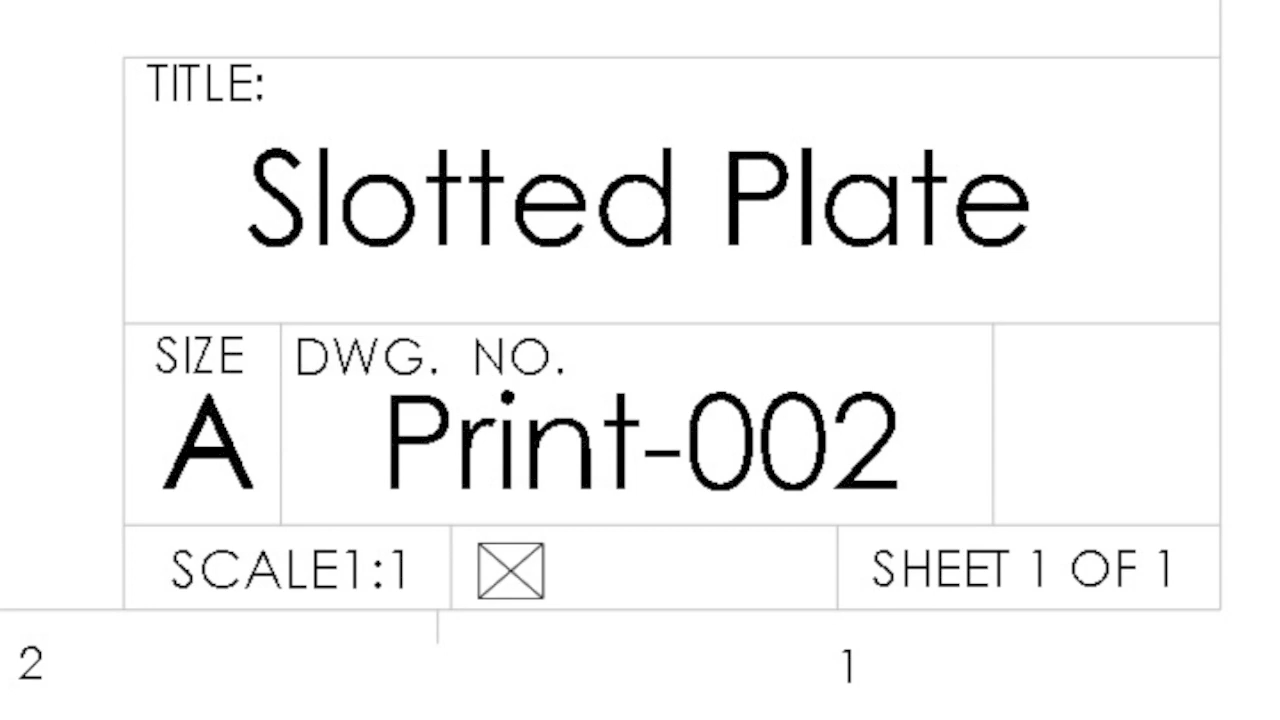 TITLE:
Slotted Plate
SIZE DWG. NO.
A Print-002
SCALE1:1 SHEET 1 OF 1
2 1